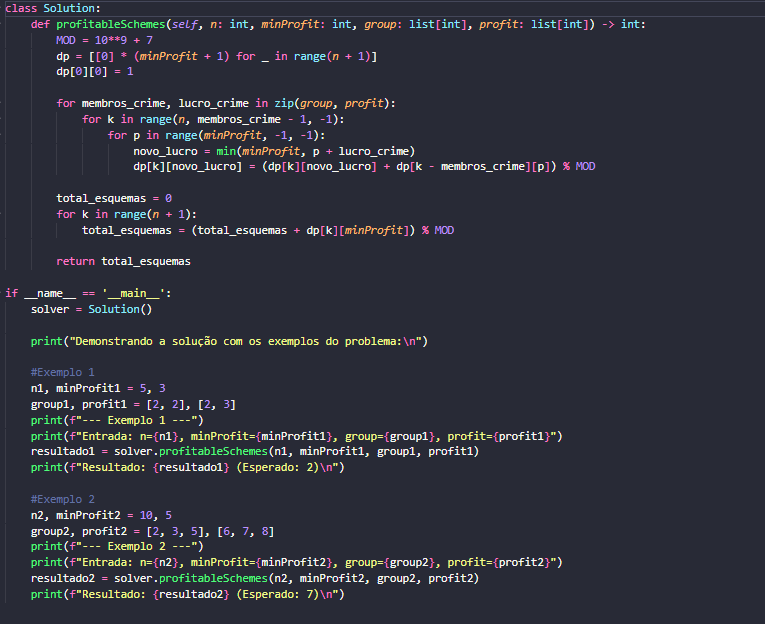 class Solution:
    def profitableSchemes(self, n: int, minProfit: int, group: list[int], profit: list[int]) -> int:
        MOD = 10**9 + 7
        dp = [[0] * (minProfit + 1) for _ in range(n + 1)]
        dp[0][0] = 1

        for membros_crime, lucro_crime in zip(group, profit):
            for k in range(n, membros_crime - 1, -1):
                for p in range(minProfit, -1, -1):
                    novo_lucro = min(minProfit, p + lucro_crime)
                    dp[k][novo_lucro] = (dp[k][novo_lucro] + dp[k - membros_crime][p]) % MOD

        total_esquemas = 0
        for k in range(n + 1):
            total_esquemas = (total_esquemas + dp[k][minProfit]) % MOD

        return total_esquemas

if __name__ == '__main__':
    solver = Solution()

    print("Demonstrando a solução com os exemplos do problema:\n")

    #Exemplo 1
    n1, minProfit1 = 5, 3
    group1, profit1 = [2, 2], [2, 3]
    print(f"--- Exemplo 1 ---")
    print(f"Entrada: n={n1}, minProfit={minProfit1}, group={group1}, profit={profit1}")
    resultado1 = solver.profitableSchemes(n1, minProfit1, group1, profit1)
    print(f"Resultado: {resultado1} (Esperado: 2)\n")

    #Exemplo 2
    n2, minProfit2 = 10, 5
    group2, profit2 = [2, 3, 5], [6, 7, 8]
    print(f"--- Exemplo 2 ---")
    print(f"Entrada: n={n2}, minProfit={minProfit2}, group={group2}, profit={profit2}")
    resultado2 = solver.profitableSchemes(n2, minProfit2, group2, profit2)
    print(f"Resultado: {resultado2} (Esperado: 7)\n")